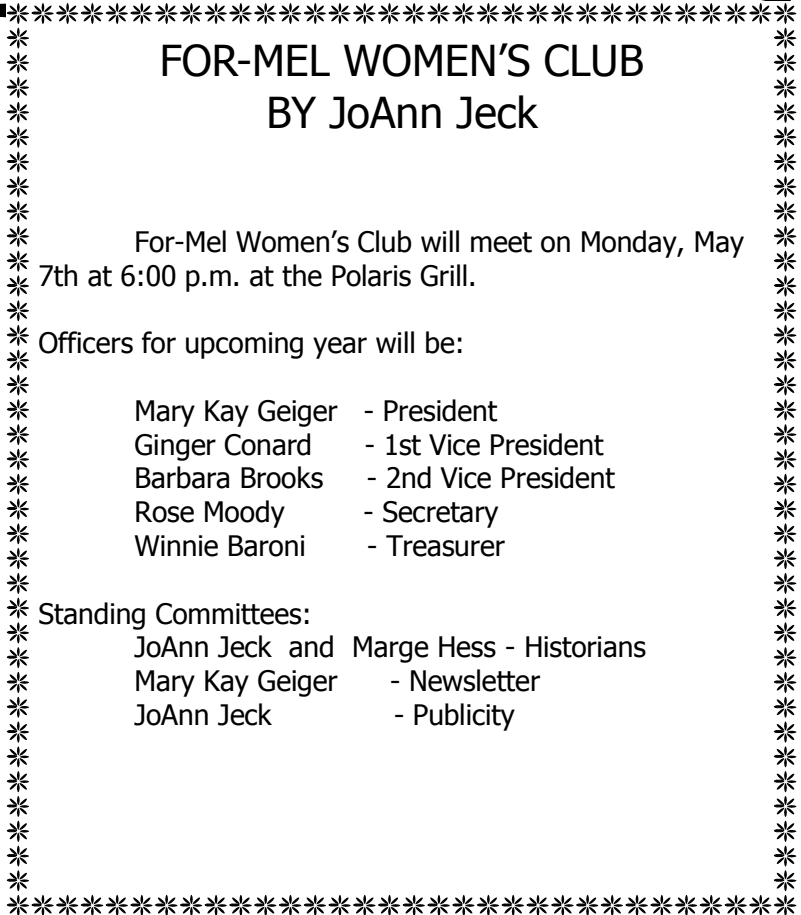 FOR-MEL WOMEN’S CLUB
BY JoAnn Jeck
For-Mel Women’s Club will meet on Monday, May
7th at 6:00 p.m. at the Polaris Grill.
Officers for upcoming year will be:
Mary Kay Geiger - President
Ginger Conard - 1st Vice President
Barbara Brooks - 2nd Vice President
Rose Moody - Secretary
Winnie Baroni - Treasurer
Standing Committees:
JoAnn Jeck and Marge Hess - Historians
Mary Kay Geiger - Newsletter
JoAnn Jeck - Publicity